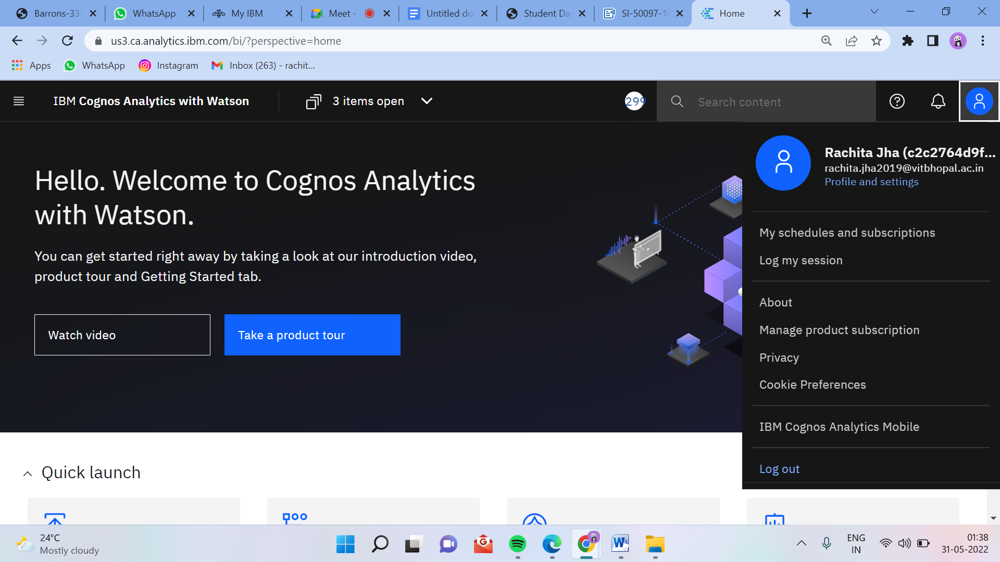 Barrons-333
WhatsApp
My IBM
Meet -
Untitled do
Student Da
SI-50097-1
Home
us3.ca.analytics.ibm.com/bi/?perspective=home
Apps
WhatsApp
Instagram
Inbox (263) - rachit...
IBM Cognos Analytics with Watson
3 items open
299
Search content
Rachita Jha (c2c2764d9f...
rachita.jha2019@vitbhopal.ac.in
Profile and settings
Hello. Welcome to Cognos Analytics
with Watson.
You can get started right away by taking a look at our introduction video,
product tour and Getting Started tab.
Watch video
Take a product tour
My schedules and subscriptions
Log my session
About
Manage product subscription
Privacy
Cookie Preferences
IBM Cognos Analytics Mobile
Log out
Quick launch
24°C
Mostly cloudy
ENG
IN
01:38
31-05-2022